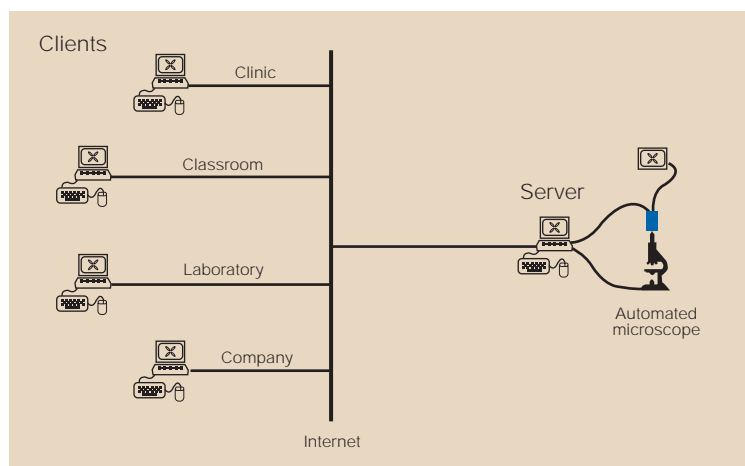 Clients
Clinic
Classroom
Server
Laboratory
Automated
microscope
Company
Internet